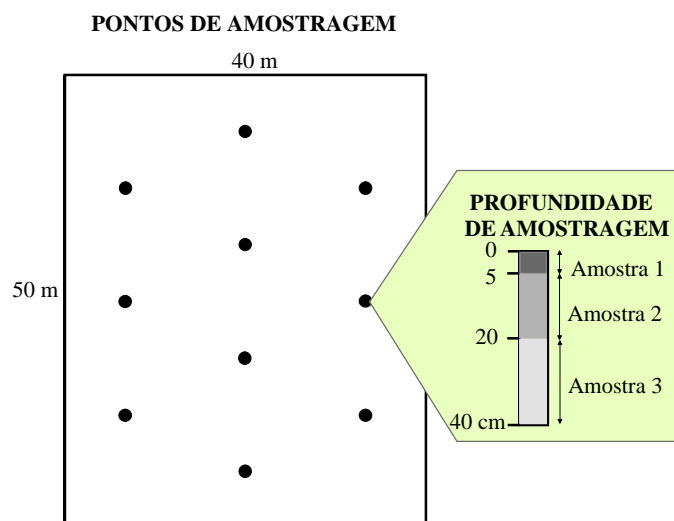 PONTOS DE AMOSTRAGEM
40 m
50 m
PROFUNDIDADE
DE AMOSTRAGEM
0
5
20
40 cm
Amostra 1
Amostra 2
Amostra 3